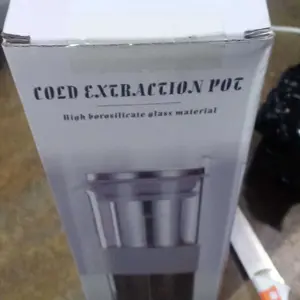 COLD EXTRACTION POT
High borosilicate glass material